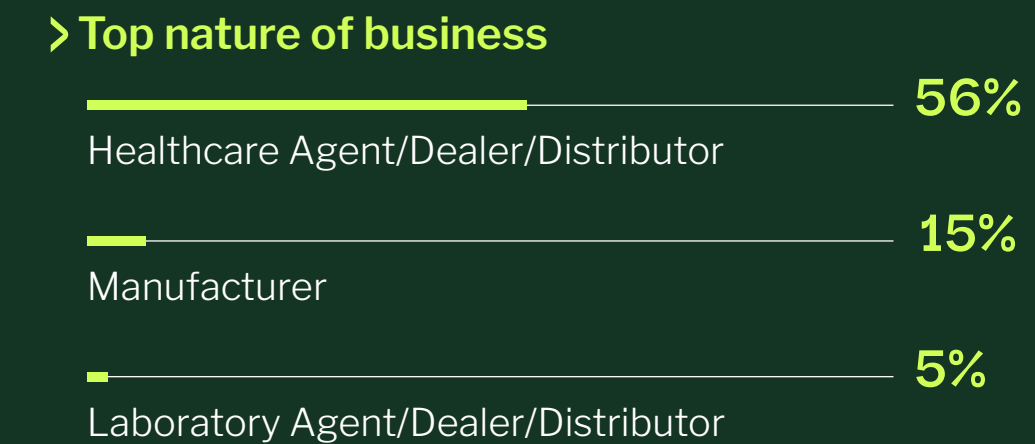 > Top nature of business
56%
Healthcare Agent/Dealer/Distributor
15%
Manufacturer
5%
Laboratory Agent/Dealer/Distributor